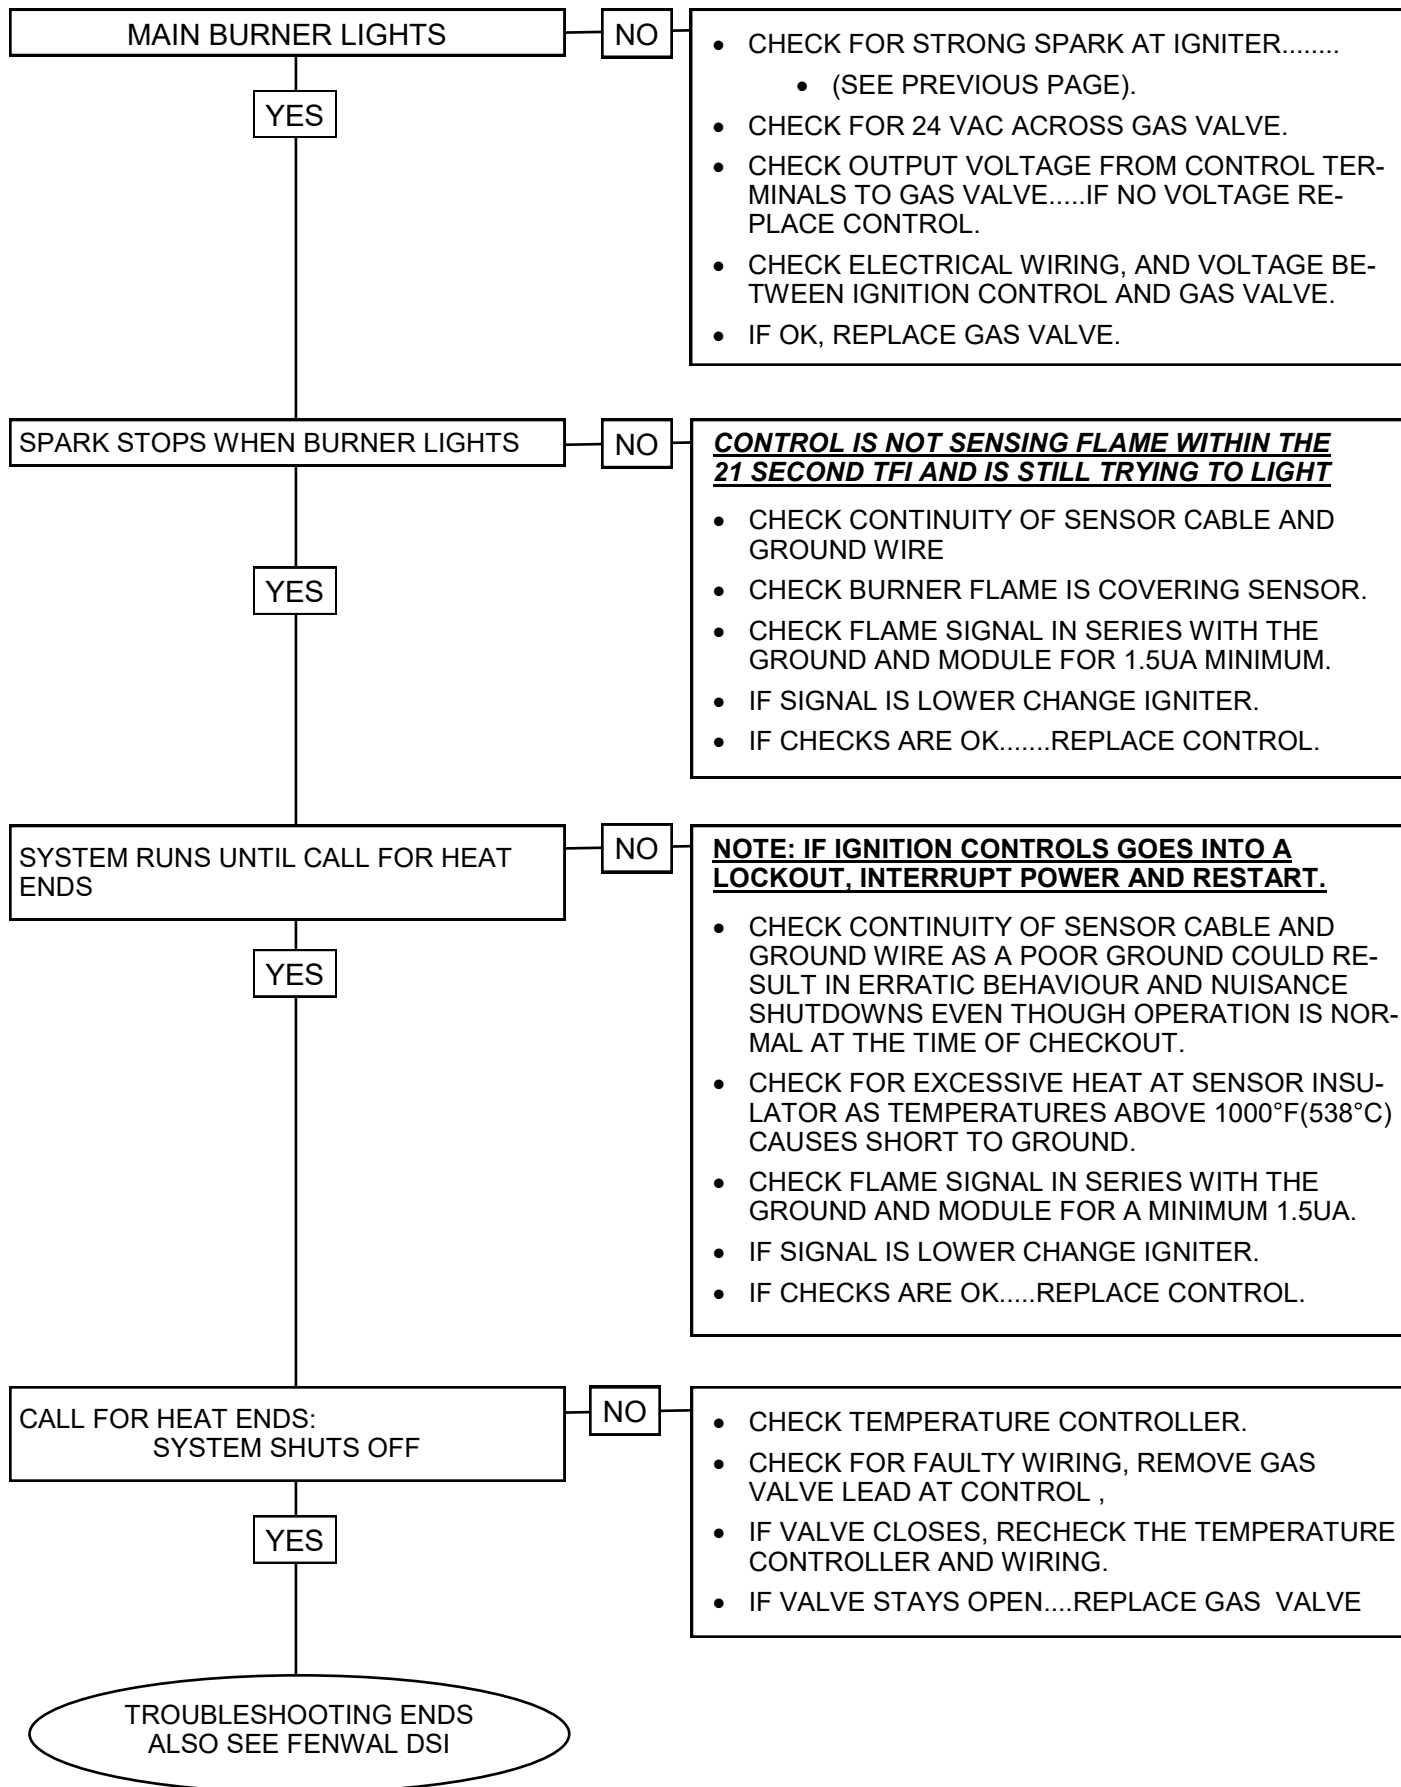 MAIN BURNER LIGHTS
NO
• CHECK FOR STRONG SPARK AT IGNITER........
• (SEE PREVIOUS PAGE).
• CHECK FOR 24 VAC ACROSS GAS VALVE.
• CHECK OUTPUT VOLTAGE FROM CONTROL TER-
MINALS TO GAS VALVE.....IF NO VOLTAGE RE-
PLACE CONTROL.
• CHECK ELECTRICAL WIRING, AND VOLTAGE BE-
TWEEN IGNITION CONTROL AND GAS VALVE.
• IF OK, REPLACE GAS VALVE.
YES
SPARK STOPS WHEN BURNER LIGHTS
NO
CONTROL IS NOT SENSING FLAME WITHIN THE
21 SECOND TFI AND IS STILL TRYING TO LIGHT
• CHECK CONTINUITY OF SENSOR CABLE AND
GROUND WIRE
• CHECK BURNER FLAME IS COVERING SENSOR.
• CHECK FLAME SIGNAL IN SERIES WITH THE
GROUND AND MODULE FOR 1.5UA MINIMUM.
• IF SIGNAL IS LOWER CHANGE IGNITER.
• IF CHECKS ARE OK.......REPLACE CONTROL.
YES
SYSTEM RUNS UNTIL CALL FOR HEAT
ENDS
NO
NOTE: IF IGNITION CONTROLS GOES INTO A
LOCKOUT, INTERRUPT POWER AND RESTART.
• CHECK CONTINUITY OF SENSOR CABLE AND
GROUND WIRE AS A POOR GROUND COULD RE-
SULT IN ERRATIC BEHAVIOUR AND NUISANCE
SHUTDOWNS EVEN THOUGH OPERATION IS NOR-
MAL AT THE TIME OF CHECKOUT.
• CHECK FOR EXCESSIVE HEAT AT SENSOR INSU-
LATOR AS TEMPERATURES ABOVE 1000°F(538°C)
CAUSES SHORT TO GROUND.
• CHECK FLAME SIGNAL IN SERIES WITH THE
GROUND AND MODULE FOR A MINIMUM 1.5UA.
• IF SIGNAL IS LOWER CHANGE IGNITER.
• IF CHECKS ARE OK.....REPLACE CONTROL.
YES
CALL FOR HEAT ENDS:
SYSTEM SHUTS OFF
NO
• CHECK TEMPERATURE CONTROLLER.
• CHECK FOR FAULTY WIRING, REMOVE GAS
VALVE LEAD AT CONTROL ,
• IF VALVE CLOSES, RECHECK THE TEMPERATURE
CONTROLLER AND WIRING.
• IF VALVE STAYS OPEN....REPLACE GAS  VALVE
YES
TROUBLESHOOTING ENDS
ALSO SEE FENWAL DSI